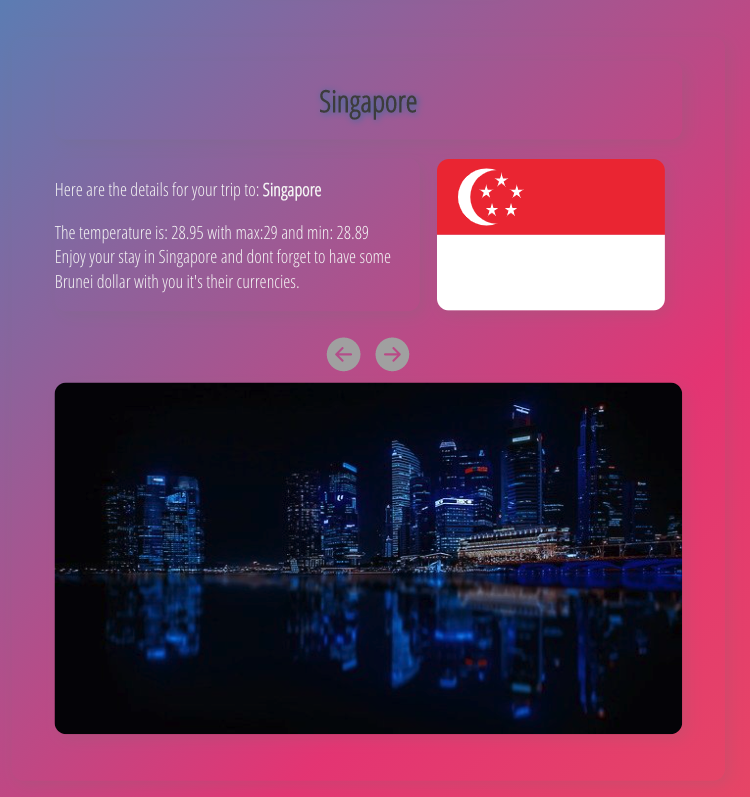 Singapore
Here are the details for your trip to: Singapore
The temperature is: 28.95 with max:29 and min: 28.89
Enjoy your stay in Singapore and dont forget to have some
Brunei dollar with you it's their currencies.